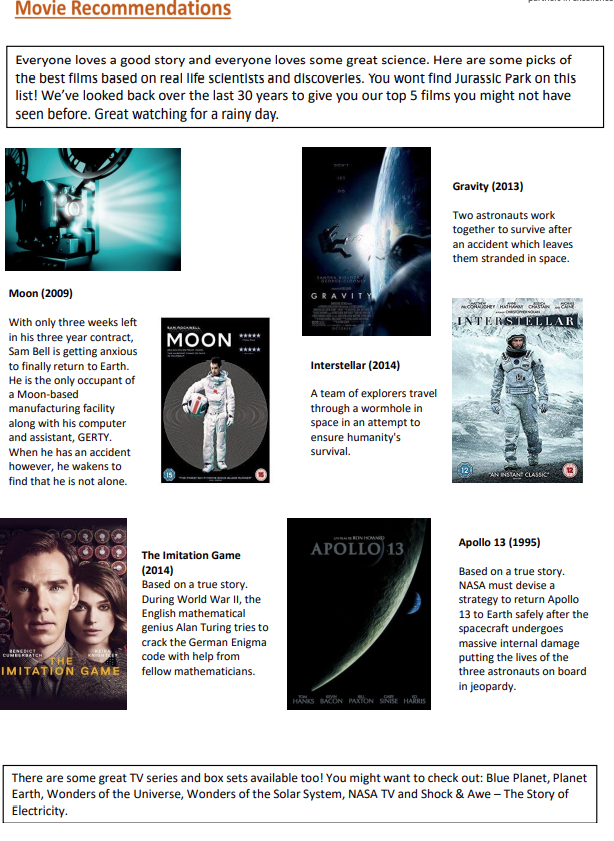 Movie Recommendations
Everyone loves a good story and everyone loves some great science. Here are some picks of
the best films based on real life scientists and discoveries. You wont find Jurassic Park on this
list! We've looked back over the last 30 years to give you our top 5 films you might not have
seen before. Great watching for a rainy day.
Moon (2009)
With only three weeks left
in his three year contract,
Sam Bell is getting anxious
to finally return to Earth.
He is the only occupant of
a Moon-based
manufacturing facility
along with his computer
and assistant, GERTY.
When he has an accident
however, he wakens to
find that he is not alone.
SAM ROCKWELL
MOON
15
GRAVITY
Gravity (2013)
Two astronauts work
together to survive after
an accident which leaves
them stranded in space.
Interstellar (2014)
A team of explorers travel
through a wormhole in
space in an attempt to
ensure humanity's
survival.
INTERSTELLAR
12
"AN INSTANT CLASSIC"
12
BENEDICT
CUMBERBATCH
KEIRA
KNIGHTLEY
THE
IMITATION GAME
The Imitation Game
(2014)
Based on a true story.
During World War II, the
English mathematical
genius Alan Turing tries to
crack the German Enigma
code with help from
fellow mathematicians.
RON HOWARD
APOLLO 13
TOM
HANKS
KEVIN
BACON
BILL
PAXTON
GARY
SINISE
ED
HARRIS
Apollo 13 (1995)
Based on a true story.
NASA must devise a
strategy to return Apollo
13 to Earth safely after the
spacecraft undergoes
massive internal damage
putting the lives of the
three astronauts on board
in jeopardy.
There are some great TV series and box sets available too! You might want to check out: Blue Planet, Planet
Earth, Wonders of the Universe, Wonders of the Solar System, NASA TV and Shock & Awe – The Story of
Electricity.